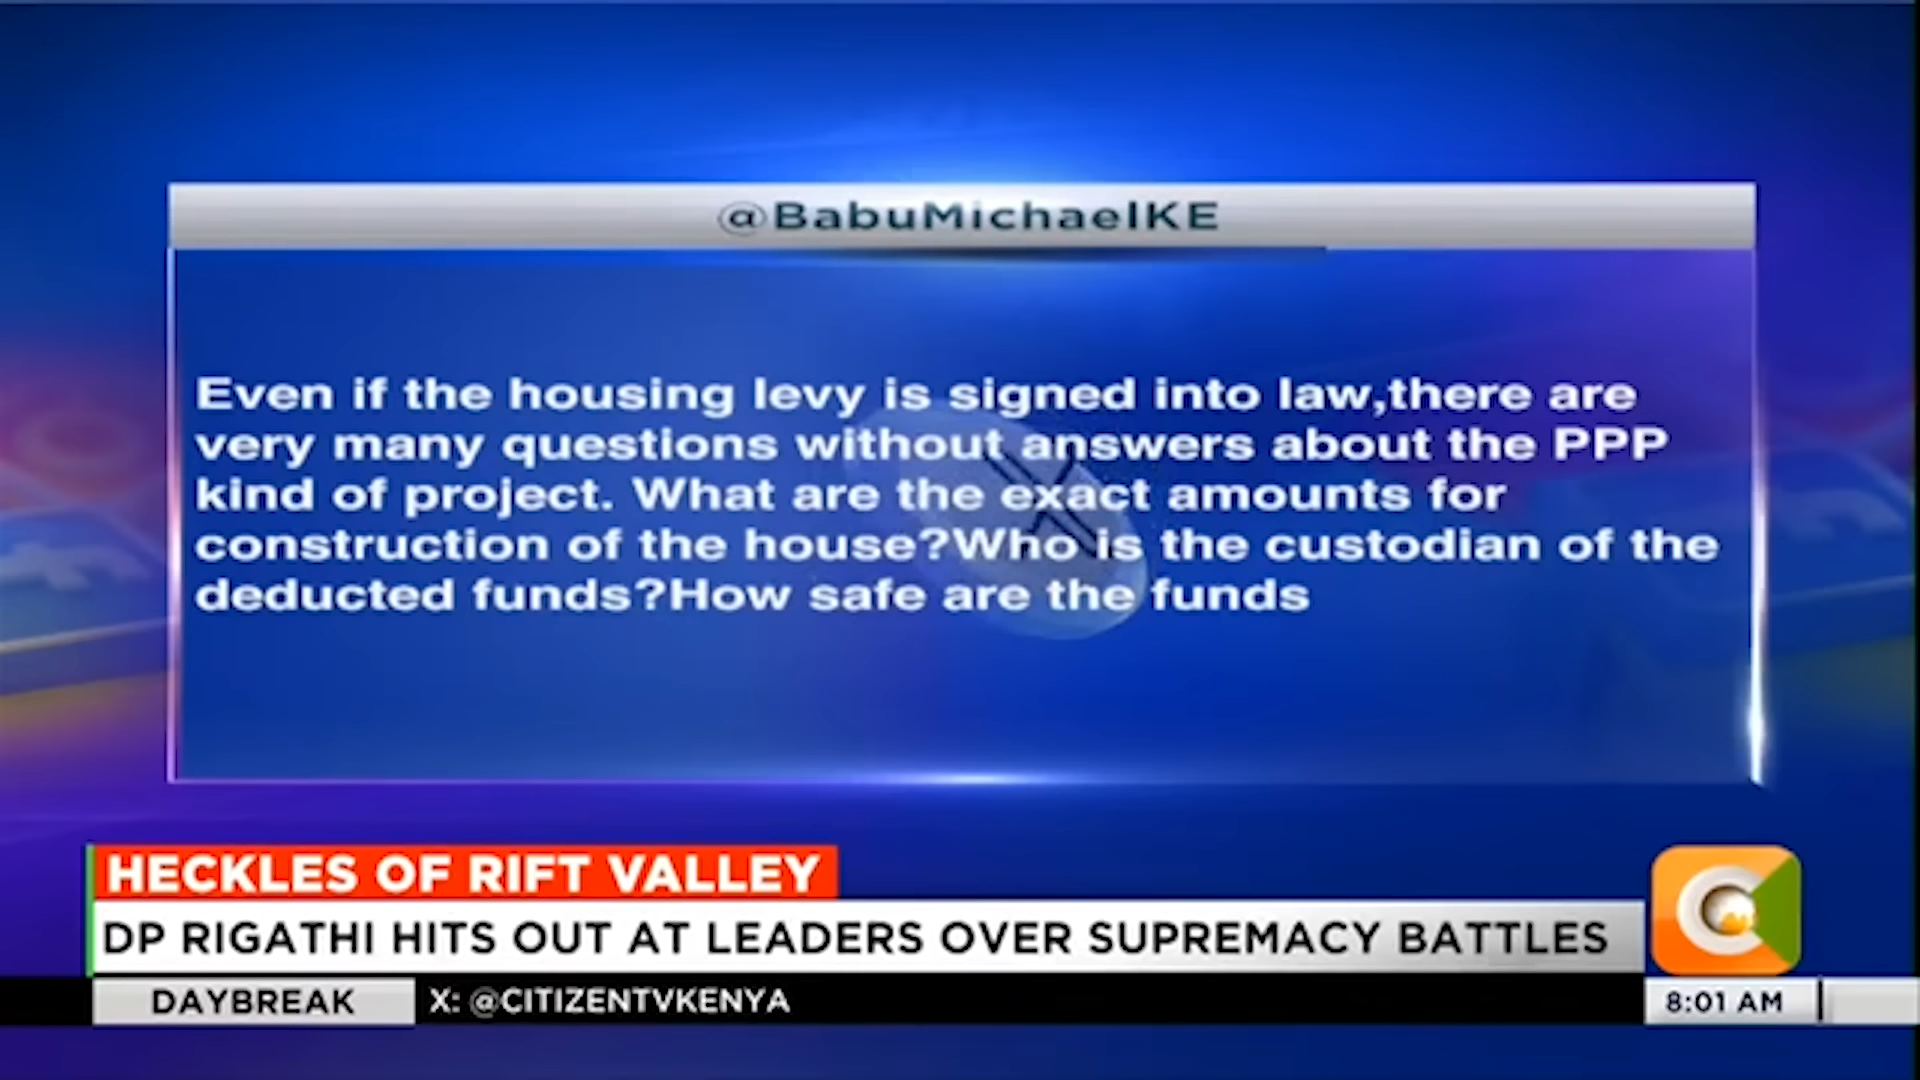 @BabuMichaelKE
Even if the housing levy is signed into law,there are
very many questions without answers about the PPP
kind of project. What are the exact amounts for
construction of the house?Who is the custodian of the
deducted funds?How safe are the funds
HECKLES OF RIFT VALLEY
DP RIGATHI HITS OUT AT LEADERS OVER SUPREMACY BATTLES
DAYBREAK
X: @CITIZENTVKENYA
8:01 AM